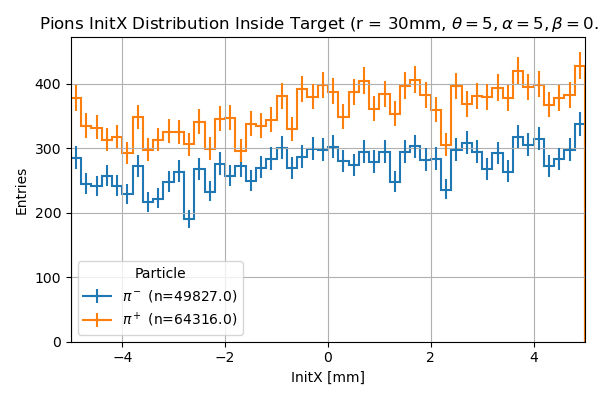 Pions InitX Distribution Inside Target (r = 30mm, θ = 5, α = 5, β = 0.
Entries
400
300
200
100
0
Particle
π⁻ (n=49827.0)
π⁺ (n=64316.0)
−4 −2 0 2 4
InitX [mm]